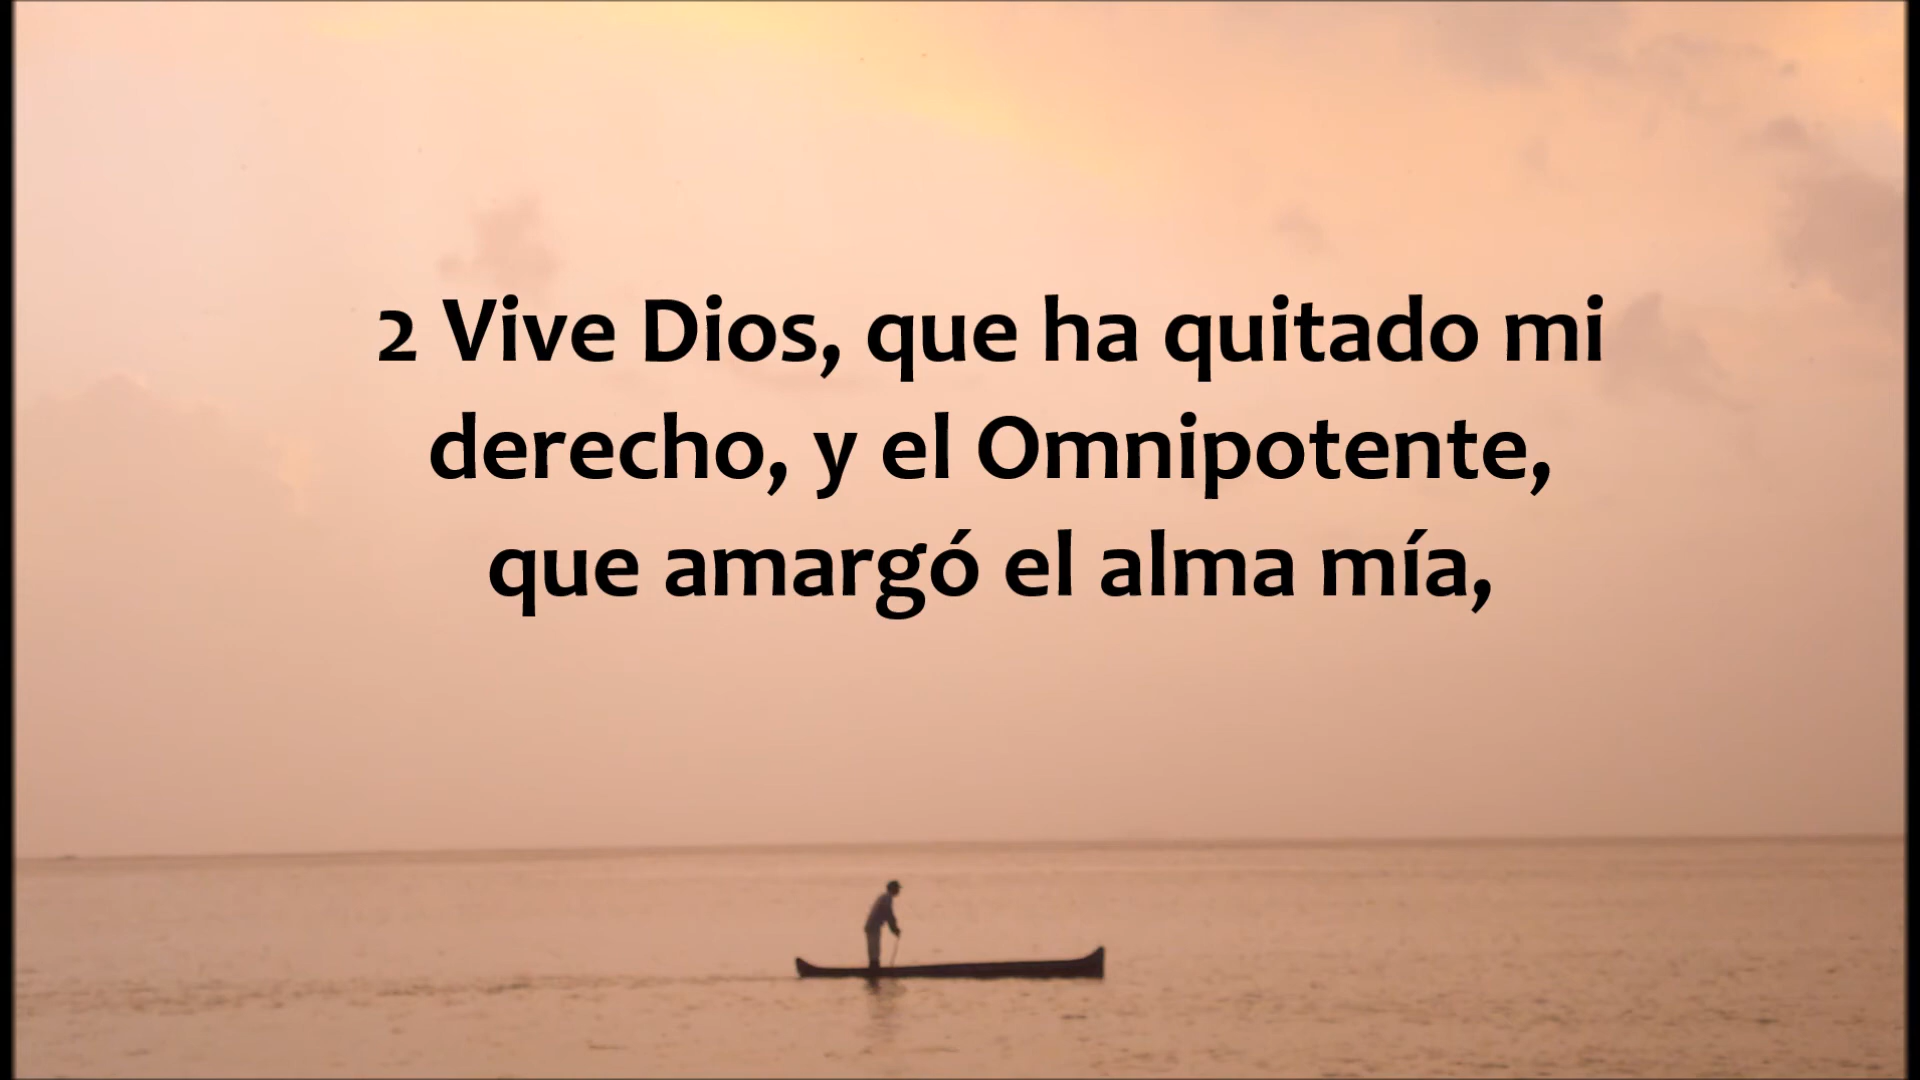 2 Vive Dios, que ha quitado mi
derecho, y el Omnipotente,
que amargó el alma mía,